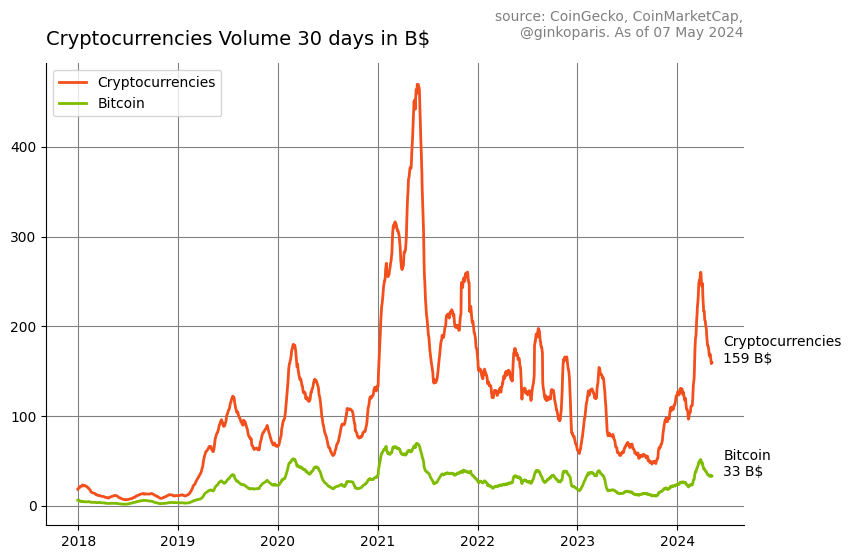 source: CoinGecko, CoinMarketCap,
@ginkoparis. As of 07 May 2024
Cryptocurrencies Volume 30 days in B$
Cryptocurrencies
Bitcoin
400
300
200
100
0
Cryptocurrencies
159 B$
Bitcoin
33 B$
2018 2019 2020 2021 2022 2023 2024